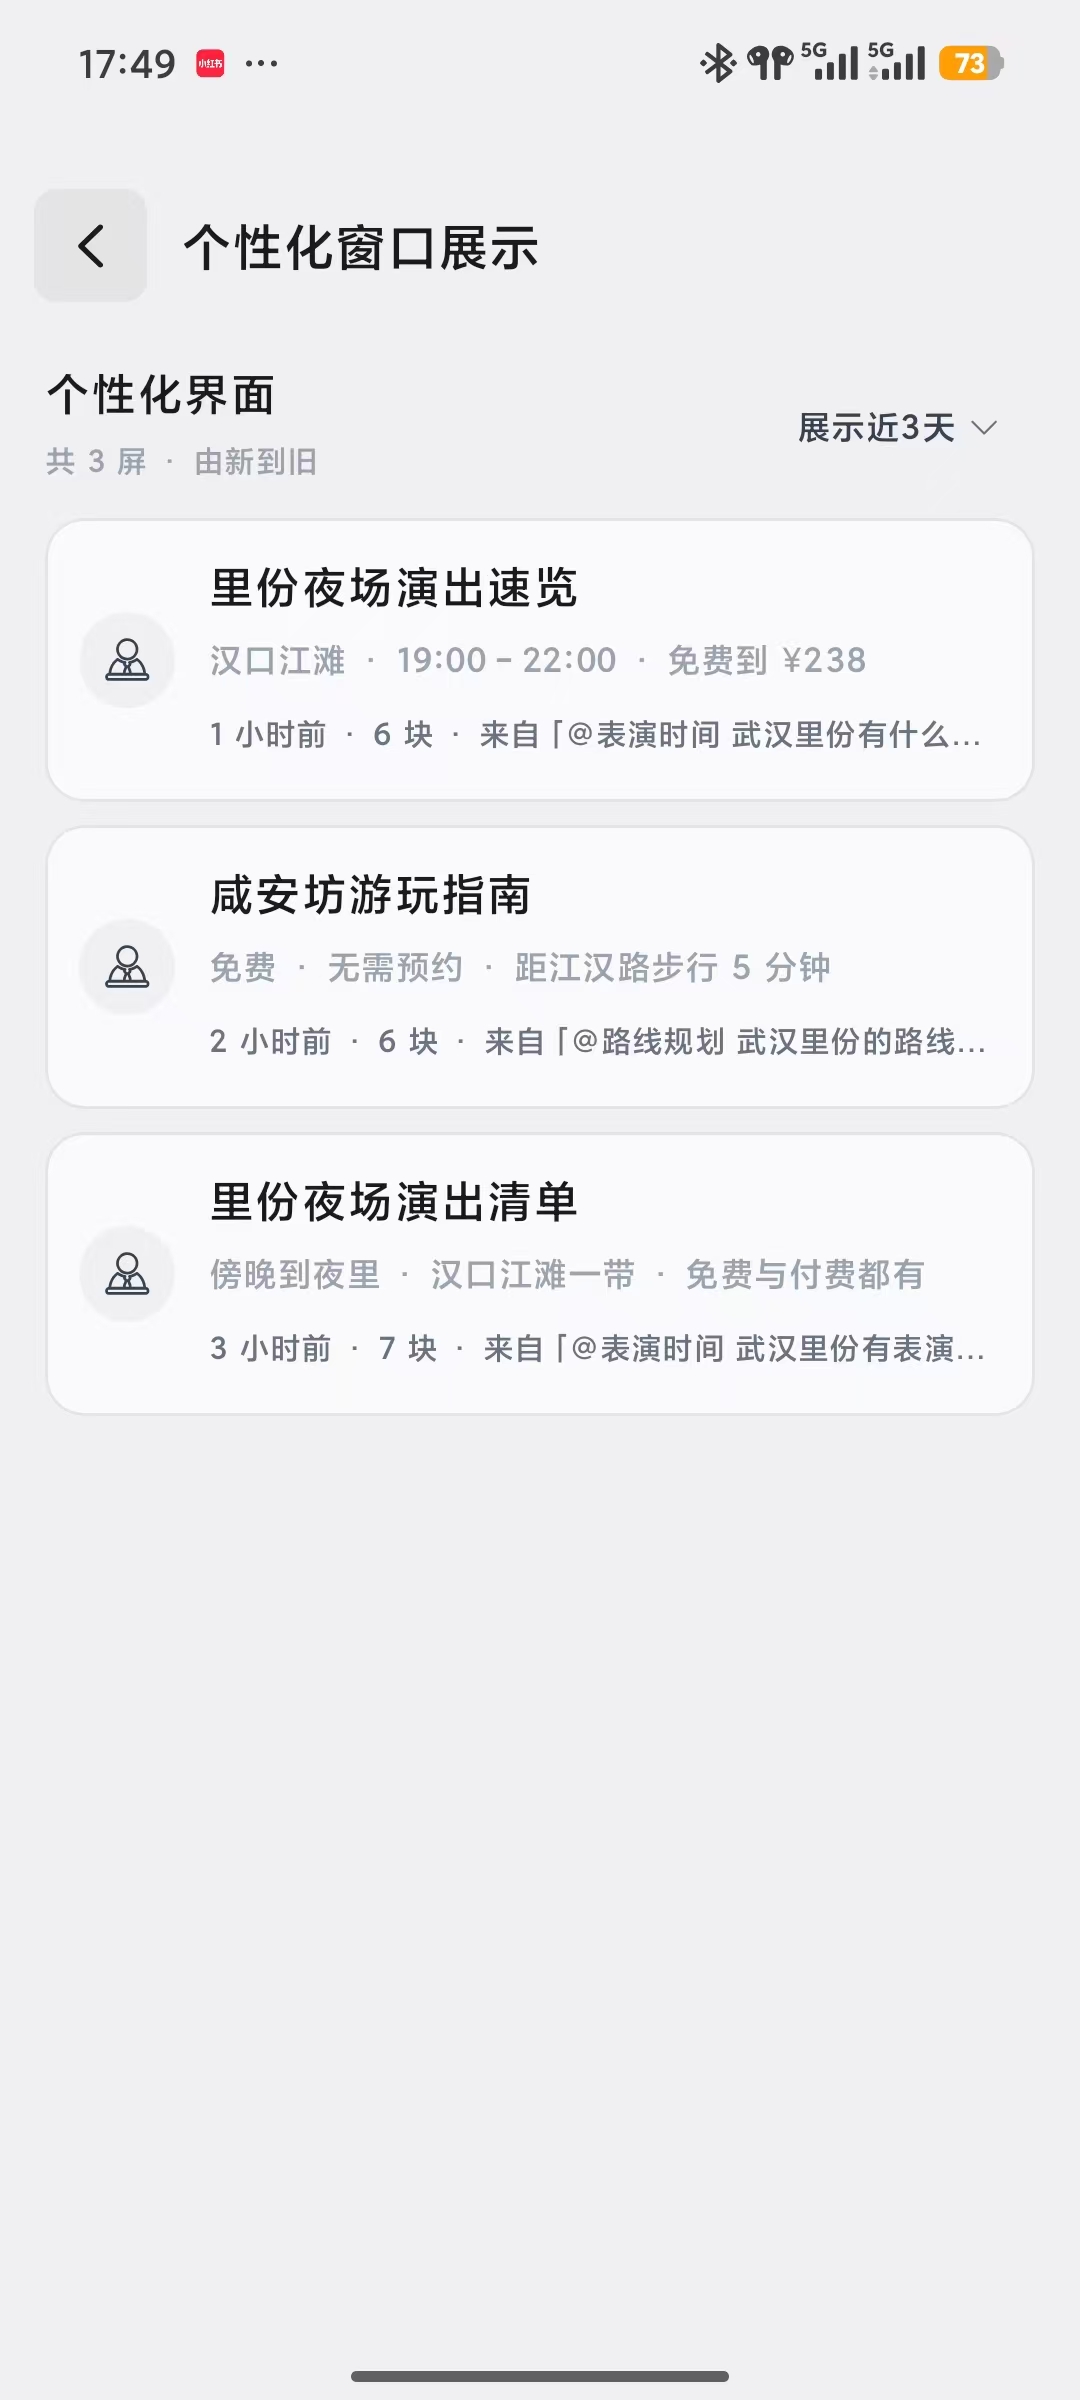 17:49 小红书 ... 5G 5G 73
个性化窗口展示
个性化界面
展示近3天
共 3 屏 · 由新到旧
里份夜场演出速览
汉口江滩 · 19:00 – 22:00 · 免费到 ¥238
1 小时前 · 6 块 · 来自「@表演时间 武汉里份有什么...
咸安坊游玩指南
免费 · 无需预约 · 距江汉路步行 5 分钟
2 小时前 · 6 块 · 来自「@路线规划 武汉里份的路线...
里份夜场演出清单
傍晚到夜里 · 汉口江滩一带 · 免费与付费都有
3 小时前 · 7 块 · 来自「@表演时间 武汉里份有表演...